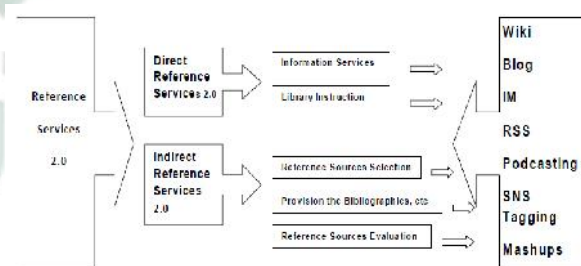 Reference
Services
2.0
Direct
Reference
Services 2.0
Indirect
Reference
Services
2.0
Information Services
Library Instruction
Reference Sources Selection
Provision the Bibliographics, etc
Reference Sources Evaluation
Wiki
Blog
IM
RSS
Podcasting
SNS
Tagging
Mashups